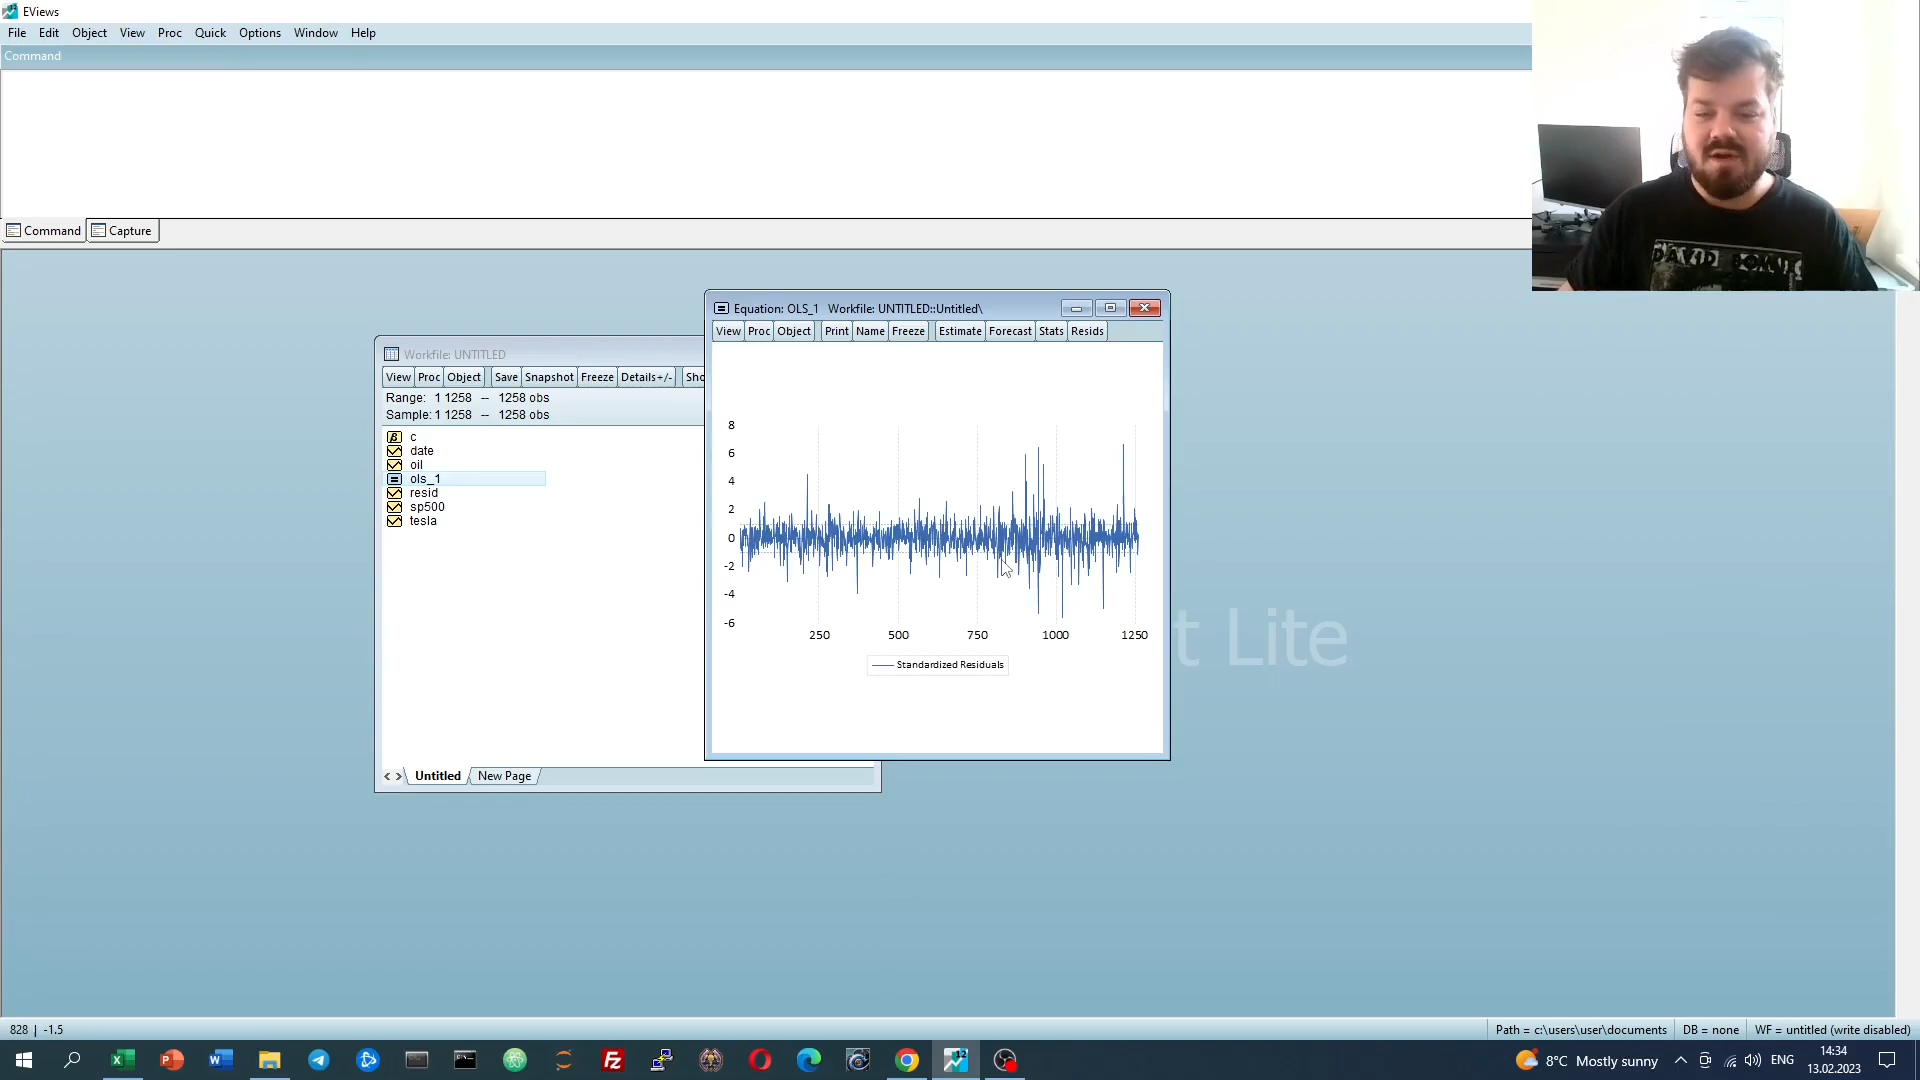 EViews
File Edit Object View Proc Quick Options Window Help
Command
Command Capture
Equation: OLS_1 Workfile: UNTITLED::Untitled\
View Proc Object Print Name Freeze Estimate Forecast Stats Resids
Workfile: UNTITLED
View Proc Object Save Snapshot Freeze Details+/- Sho
Range: 1 1258 -- 1258 obs
Sample: 1 1258 -- 1258 obs
c
date
oil
ols_1
resid
sp500
tesla
8
6
4
2
0
-2
-4
-6
250 500 750 1000 1250
Standardized Residuals
t Lite
Untitled New Page
DAVID BOWIE
828 | -1.5
Path = c:\users\user\documents DB = none WF = untitled (write disabled)
8°C Mostly sunny ENG 14:34
13.02.2023
12